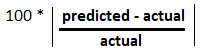 100 * | predicted - actual |
actual